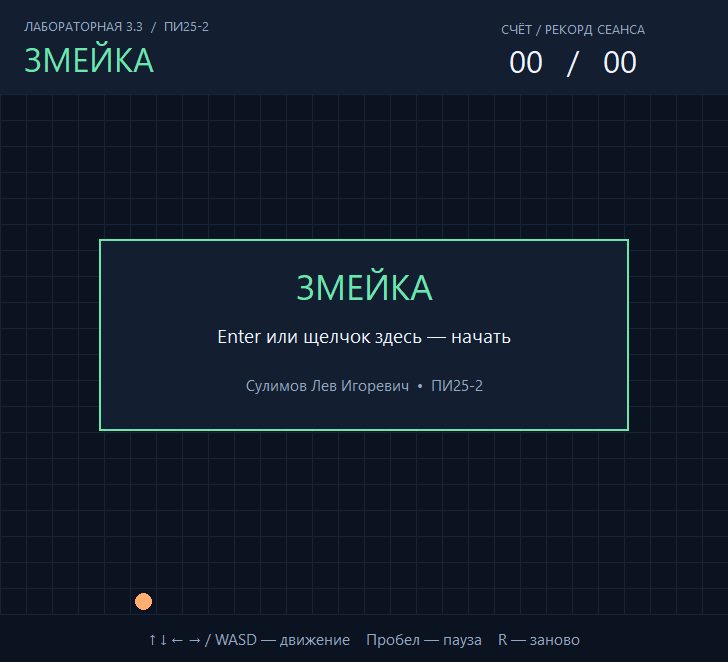 ЛАБОРАТОРНАЯ 3.3 / ПИ25-2
ЗМЕЙКА
СЧЁТ / РЕКОРД СЕАНСА
00 / 00
ЗМЕЙКА
Enter или щелчок здесь — начать
Сулимов Лев Игоревич • ПИ25-2
↑ ↓ ← → / WASD — движение Пробел — пауза R — заново